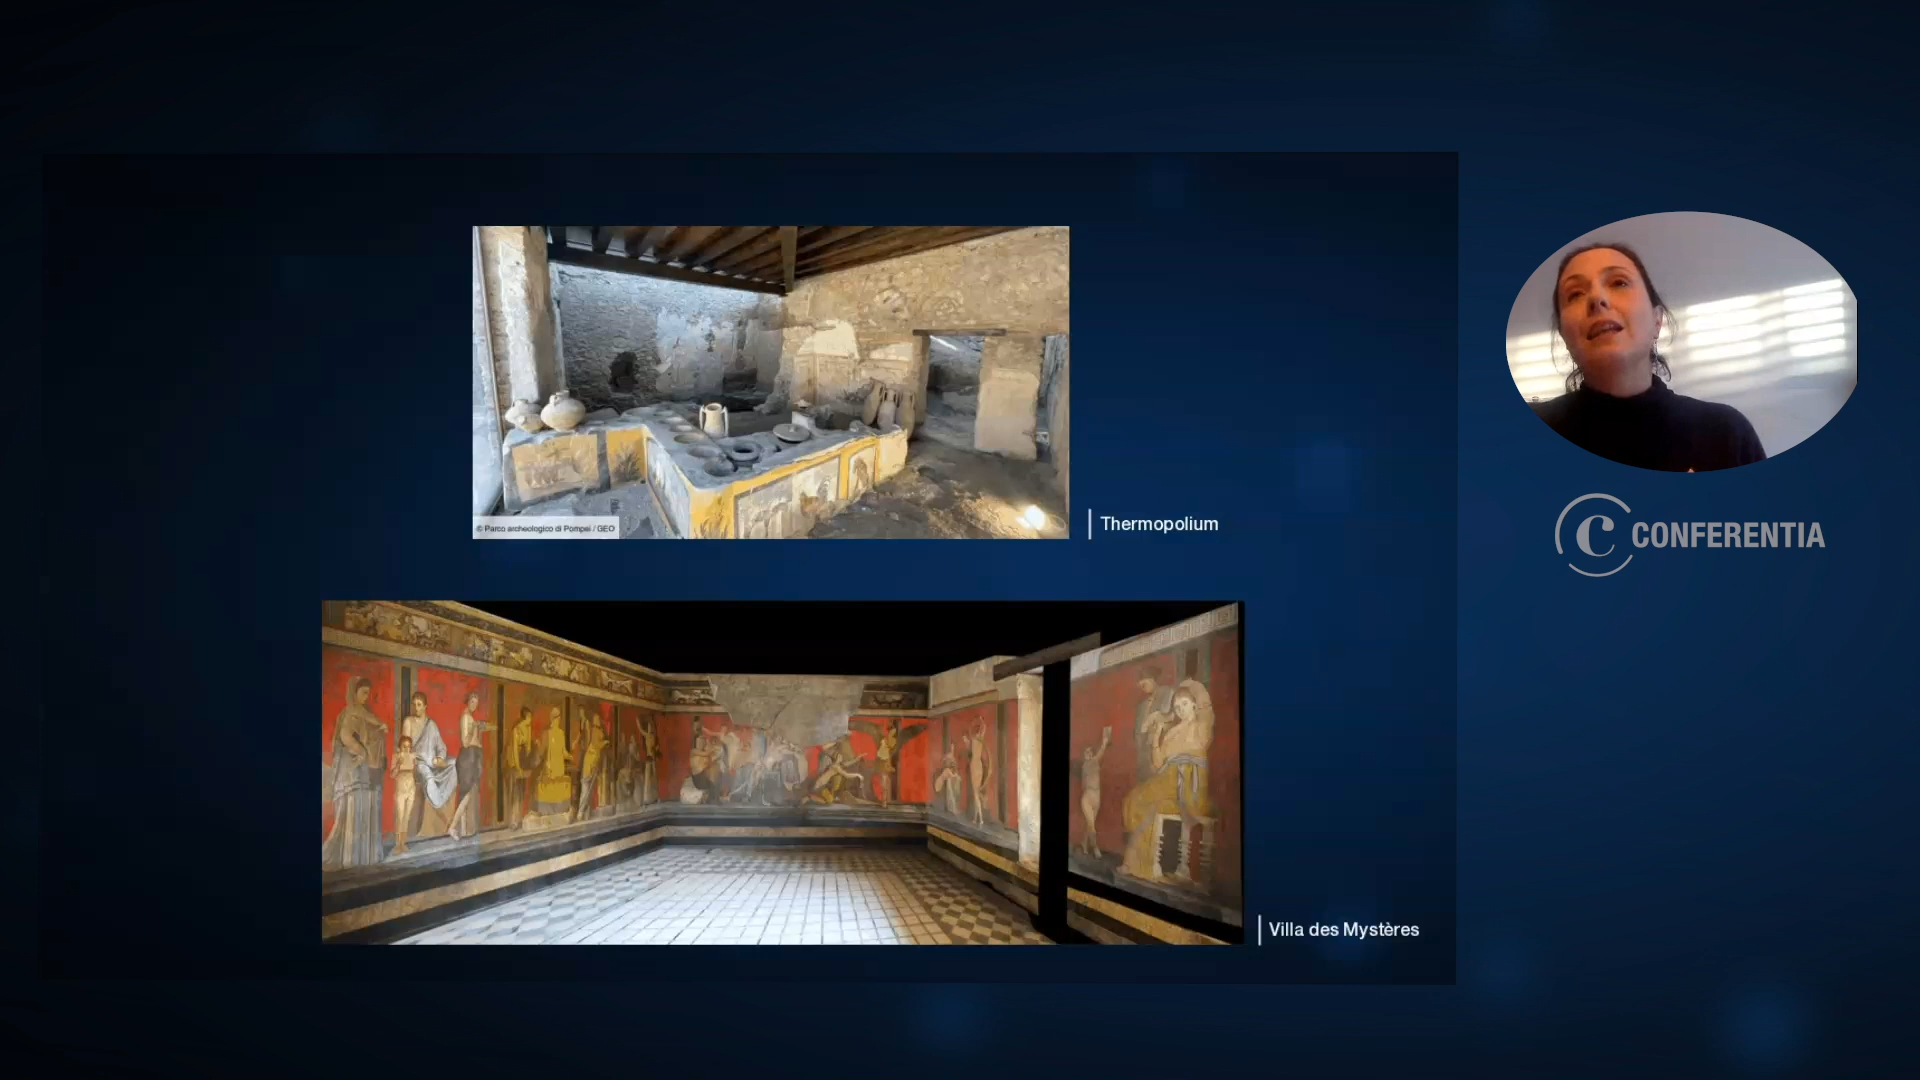 © Parco archeologico di Pompei / GEO
Thermopolium
C CONFERENTIA
Villa des Mystères